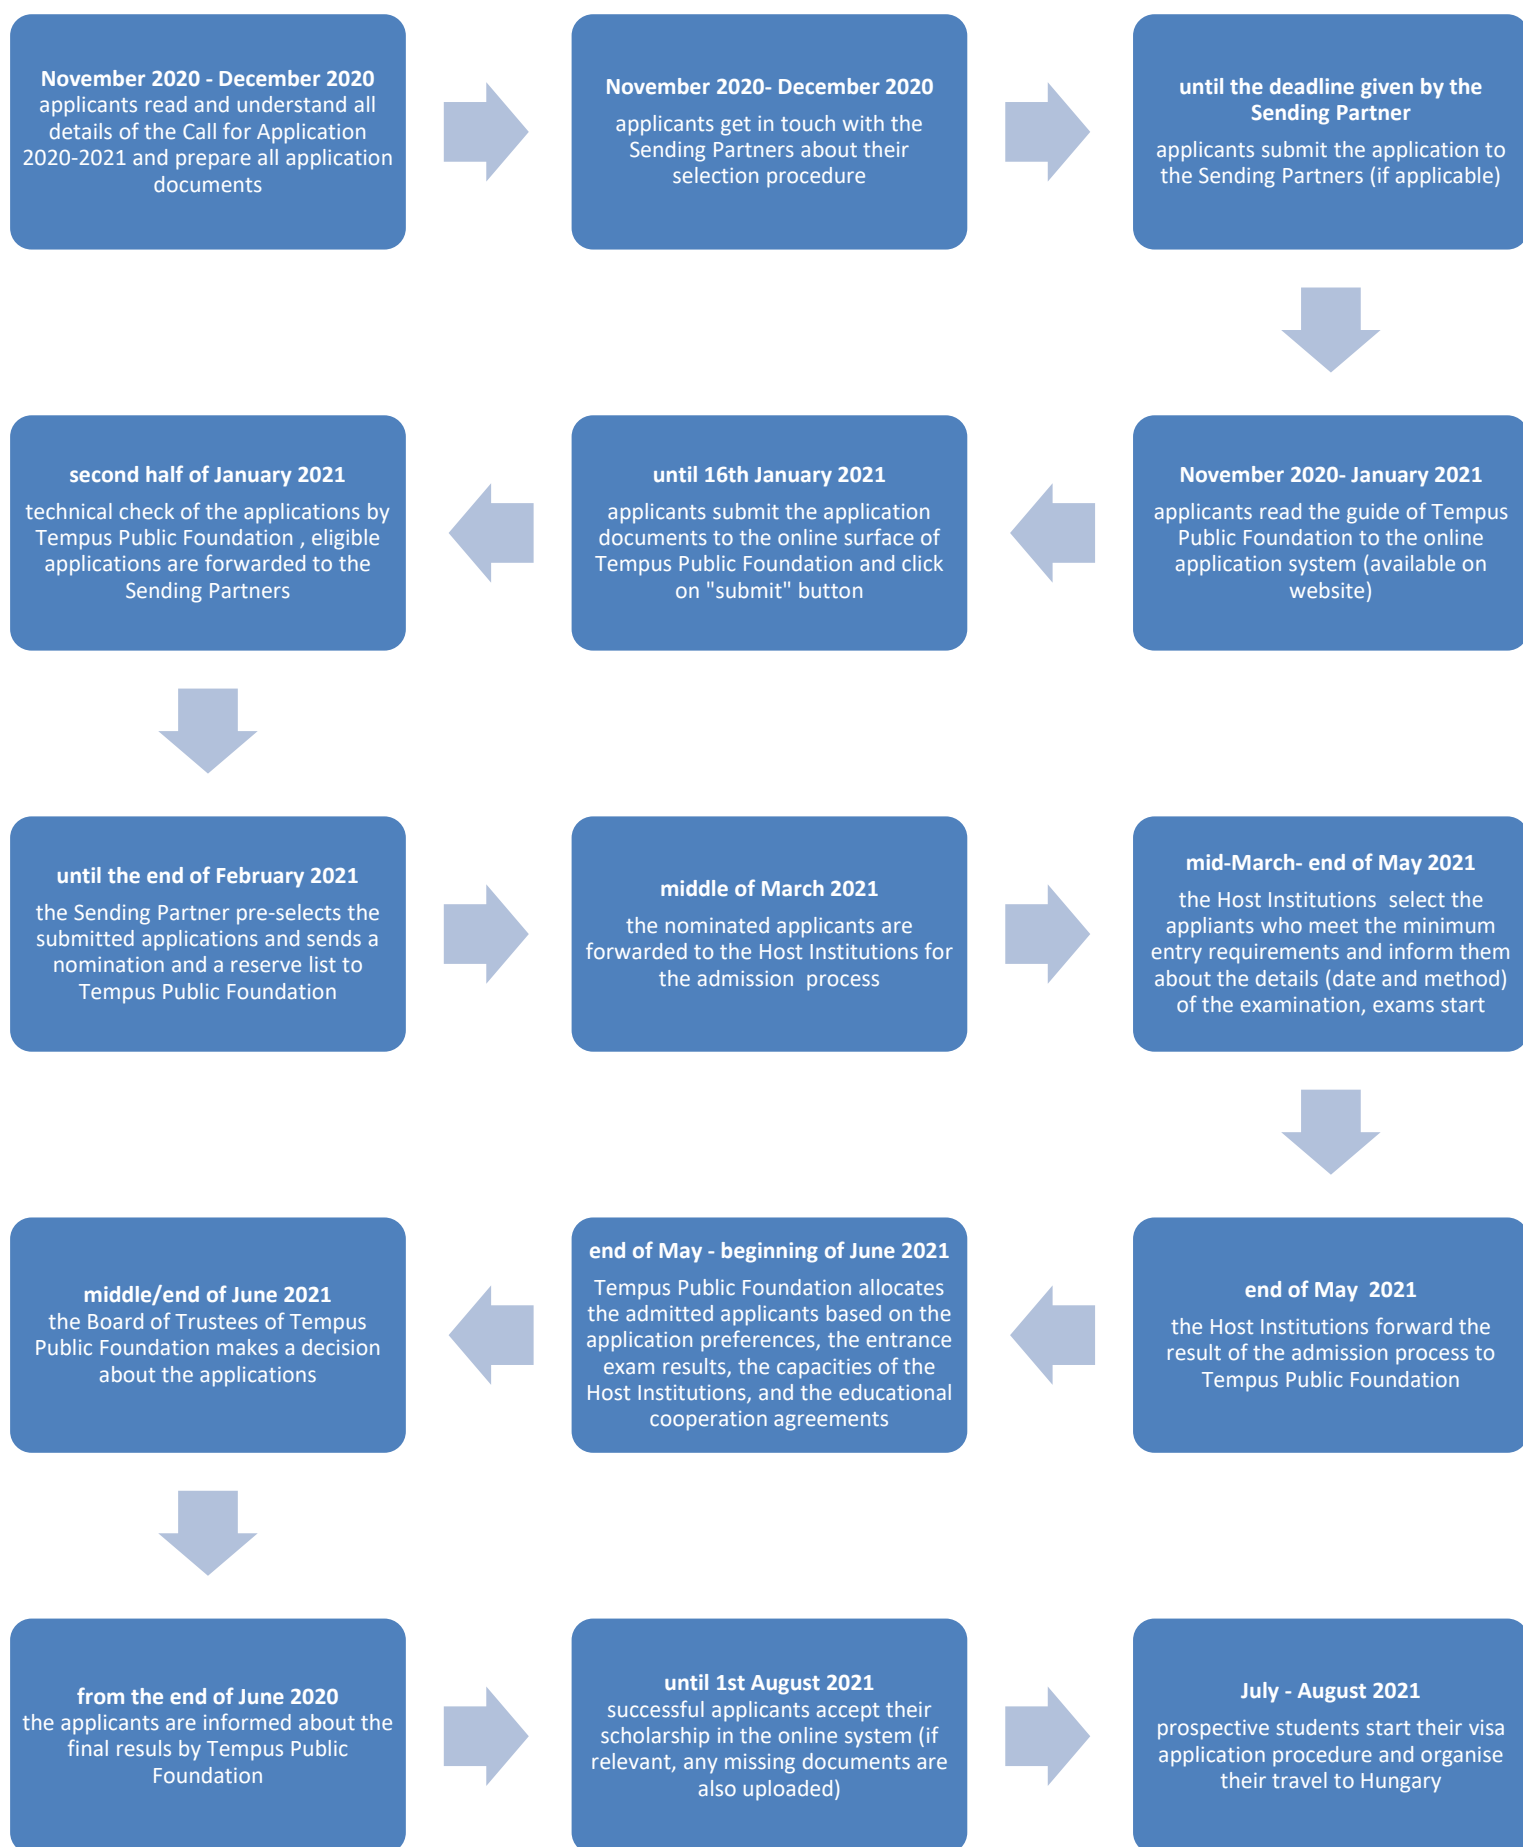 November 2020 - December 2020
applicants read and understand all
details of the Call for Application
2020-2021 and prepare all application
documents
November 2020- December 2020
applicants get in touch with the
Sending Partners about their
selection procedure
until the deadline given by the
Sending Partner
applicants submit the application to
the Sending Partners (if applicable)
November 2020- January 2021
applicants read the guide of Tempus
Public Foundation to the online
application system (available on
website)
until 16th January 2021
applicants submit the application
documents to the online surface of
Tempus Public Foundation and click
on "submit" button
second half of January 2021
technical check of the applications by
Tempus Public Foundation , eligible
applications are forwarded to the
Sending Partners
until the end of February 2021
the Sending Partner pre-selects the
submitted applications and sends a
nomination and a reserve list to
Tempus Public Foundation
middle of March 2021
the nominated applicants are
forwarded to the Host Institutions for
the admission  process
mid-March- end of May 2021
the Host Institutions  select the
appliants who meet the minimum
entry requirements and inform them
about the details (date and method)
of the examination, exams start
end of May  2021
the Host Institutions forward the
result of the admission process to
Tempus Public Foundation
end of May - beginning of June 2021
Tempus Public Foundation allocates
the admitted applicants based on the
application preferences, the entrance
exam results, the capacities of the
Host Institutions, and the educational
cooperation agreements
middle/end of June 2021
the Board of Trustees of Tempus
Public Foundation makes a decision
about the applications
from the end of June 2020
the applicants are informed about the
final resuls by Tempus Public
Foundation
until 1st August 2021
successful applicants accept their
scholarship in the online system (if
relevant, any missing documents are
also uploaded)
July - August 2021
prospective students start their visa
application procedure and organise
their travel to Hungary